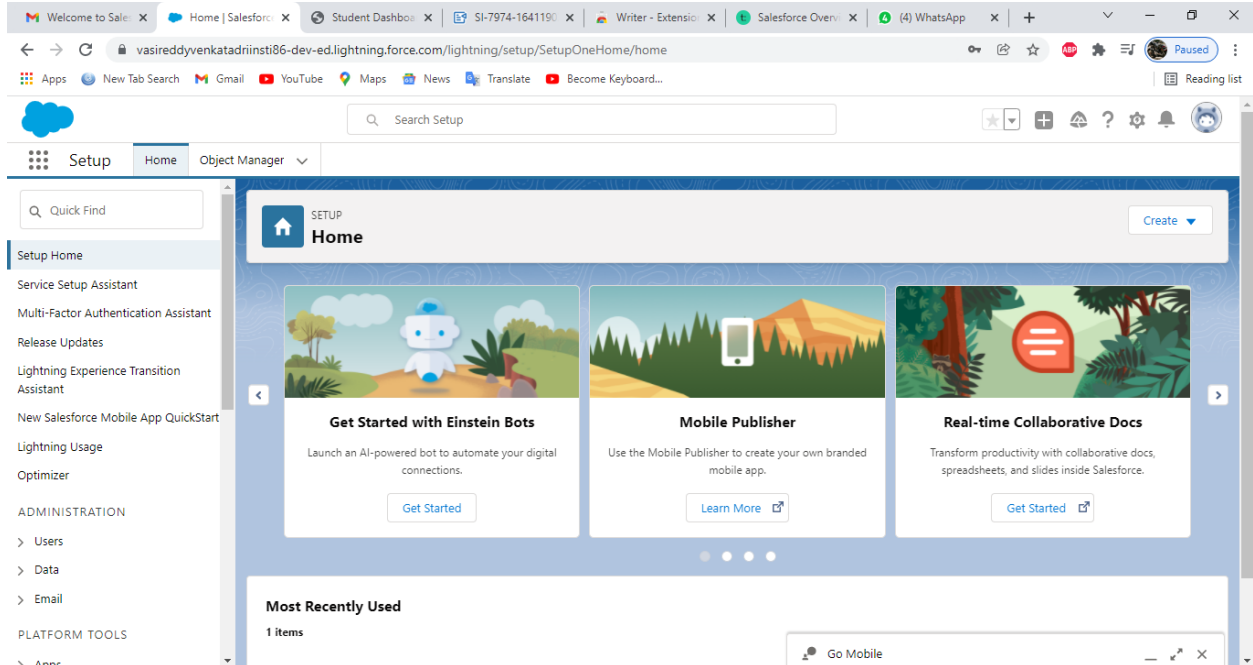 Welcome to Sale
Home | Salesforc
Student Dashboa
SI-7974-1641190
Writer - Extension
Salesforce Overv
(4) WhatsApp
vasireddyvenkatadriinsti86-dev-ed.lightning.force.com/lightning/setup/SetupOneHome/home
ABP
Paused
Apps
New Tab Search
Gmail
YouTube
Maps
News
Translate
Become Keyboard...
Reading list
Search Setup
Setup
Home
Object Manager
Quick Find
Setup Home
Service Setup Assistant
Multi-Factor Authentication Assistant
Release Updates
Lightning Experience Transition
Assistant
New Salesforce Mobile App QuickStart
Lightning Usage
Optimizer
ADMINISTRATION
Users
Data
Email
PLATFORM TOOLS
Apps
SETUP
Home
Create
Get Started with Einstein Bots
Launch an AI-powered bot to automate your digital
connections.
Get Started
Mobile Publisher
Use the Mobile Publisher to create your own branded
mobile app.
Learn More
Real-time Collaborative Docs
Transform productivity with collaborative docs,
spreadsheets, and slides inside Salesforce.
Get Started
Most Recently Used
1 items
Go Mobile